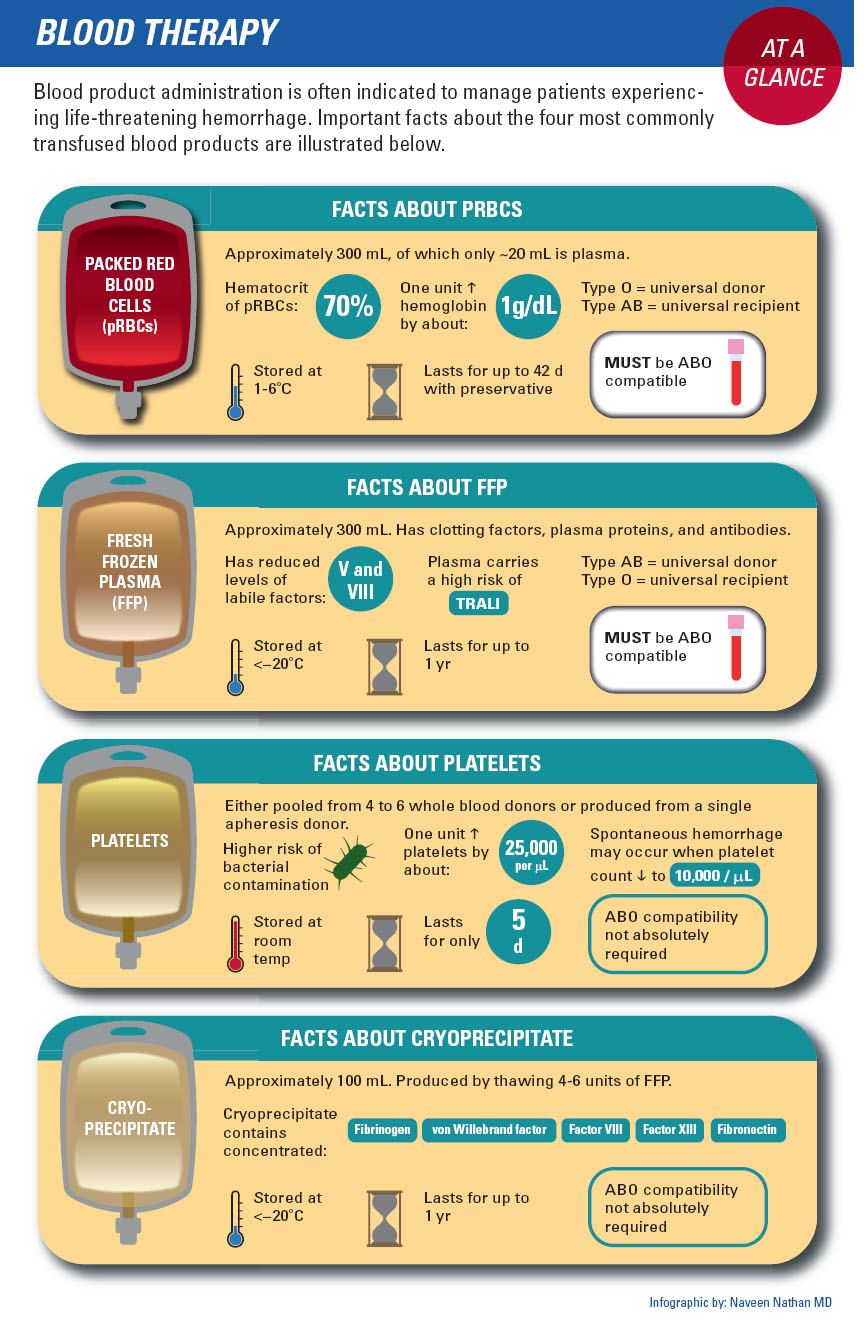 BLOOD THERAPY
AT A
GLANCE
Blood product administration is often indicated to manage patients experienc-
ing life-threatening hemorrhage. Important facts about the four most commonly
transfused blood products are illustrated below.
FACTS ABOUT PRBCS
PACKED RED
BLOOD
CELLS
(pRBCs)
Approximately 300 mL, of which only ~20 mL is plasma.
Hematocrit
of pRBCs:
70%
One unit ↑
hemoglobin
by about:
1g/dL
Type O = universal donor
Type AB = universal recipient
Stored at
1-6˚C
Lasts for up to 42 d
with preservative
MUST be ABO
compatible
FACTS ABOUT FFP
FRESH
FROZEN
PLASMA
(FFP)
Approximately 300 mL. Has clotting factors, plasma proteins, and antibodies.
Has reduced
levels of
labile factors:
V and
VIII
Plasma carries
a high risk of
TRALI
Type AB = universal donor
Type O = universal recipient
Stored at
<–20˚C
Lasts for up to
1 yr
MUST be ABO
compatible
FACTS ABOUT PLATELETS
PLATELETS
Either pooled from 4 to 6 whole blood donors or produced from a single
apheresis donor.
Higher risk of
bacterial
contamination
One unit ↑
platelets by
about:
25,000
per µL
Spontaneous hemorrhage
may occur when platelet
count ↓ to 10,000 / µL
Stored at
room
temp
Lasts
for only
5
d
ABO compatibility
not absolutely
required
FACTS ABOUT CRYOPRECIPITATE
CRYO-
PRECIPITATE
Approximately 100 mL. Produced by thawing 4-6 units of FFP.
Cryoprecipitate
contains
concentrated:
Fibrinogen von Willebrand factor Factor VIII Factor XIII Fibronectin
Stored at
<–20˚C
Lasts for up to
1 yr
ABO compatibility
not absolutely
required
Infographic by: Naveen Nathan MD